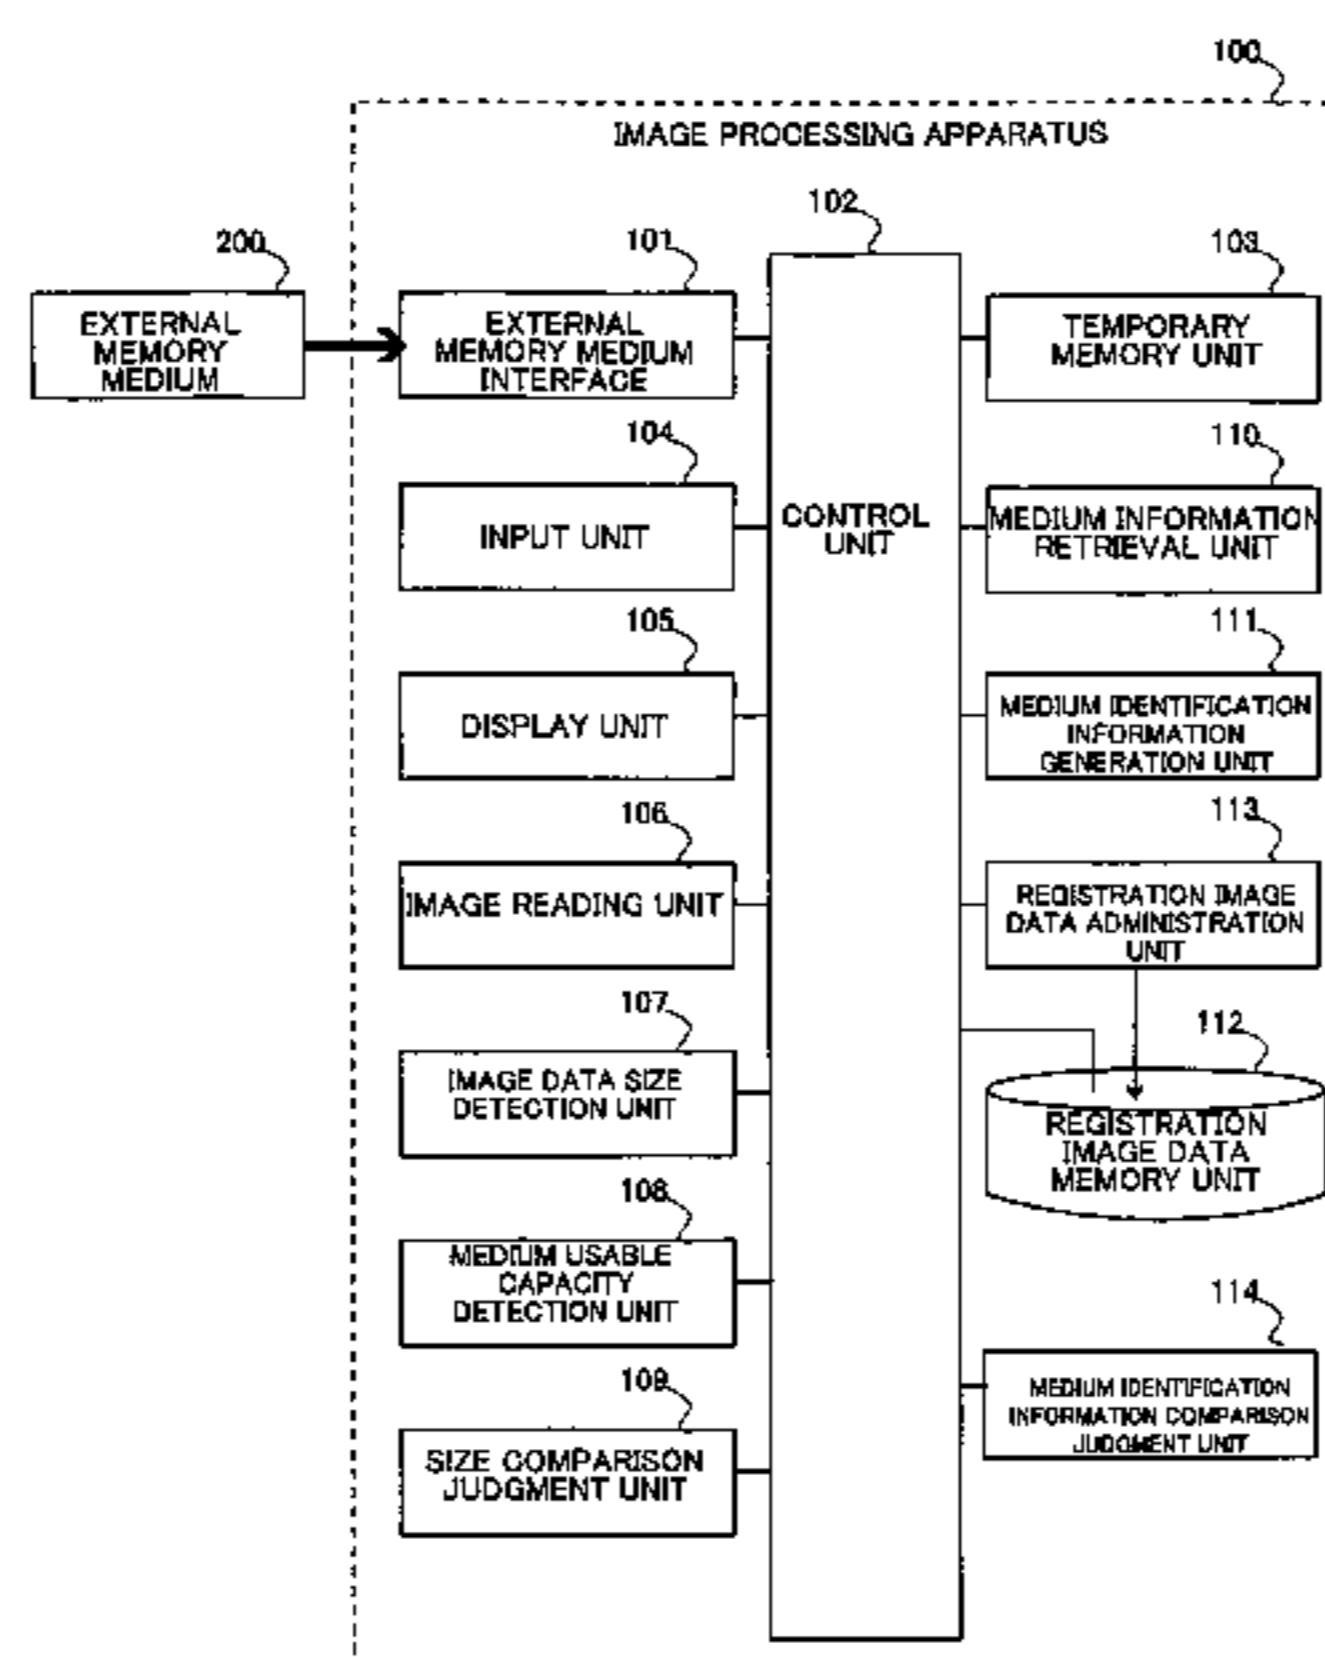 100
IMAGE PROCESSING APPARATUS
102
200
101
103
EXTERNAL
MEMORY
MEDIUM
EXTERNAL
MEMORY MEDIUM
INTERFACE
TEMPORARY
MEMORY UNIT
104
110
INPUT UNIT
CONTROL
UNIT
MEDIUM INFORMATION
RETRIEVAL UNIT
105
111
DISPLAY UNIT
MEDIUM IDENTIFICATION
INFORMATION
GENERATION UNIT
106
113
IMAGE READING UNIT
REGISTRATION IMAGE
DATA ADMINISTRATION
UNIT
107
112
IMAGE DATA SIZE
DETECTION UNIT
REGISTRATION
IMAGE DATA
MEMORY UNIT
108
MEDIUM USABLE
CAPACITY
DETECTION UNIT
114
109
MEDIUM IDENTIFICATION
INFORMATION COMPARISON
JUDGMENT UNIT
SIZE COMPARISON
JUDGMENT UNIT